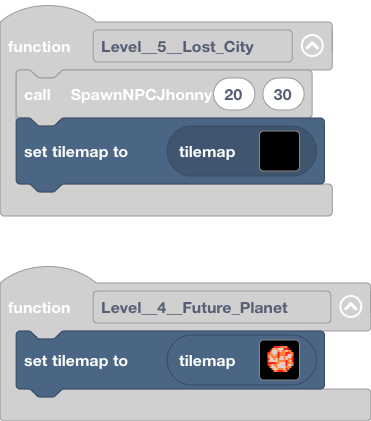 function Level__5__Lost_City
call SpawnNPCJhonny 20 30
set tilemap to tilemap
function Level__4__Future_Planet
set tilemap to tilemap